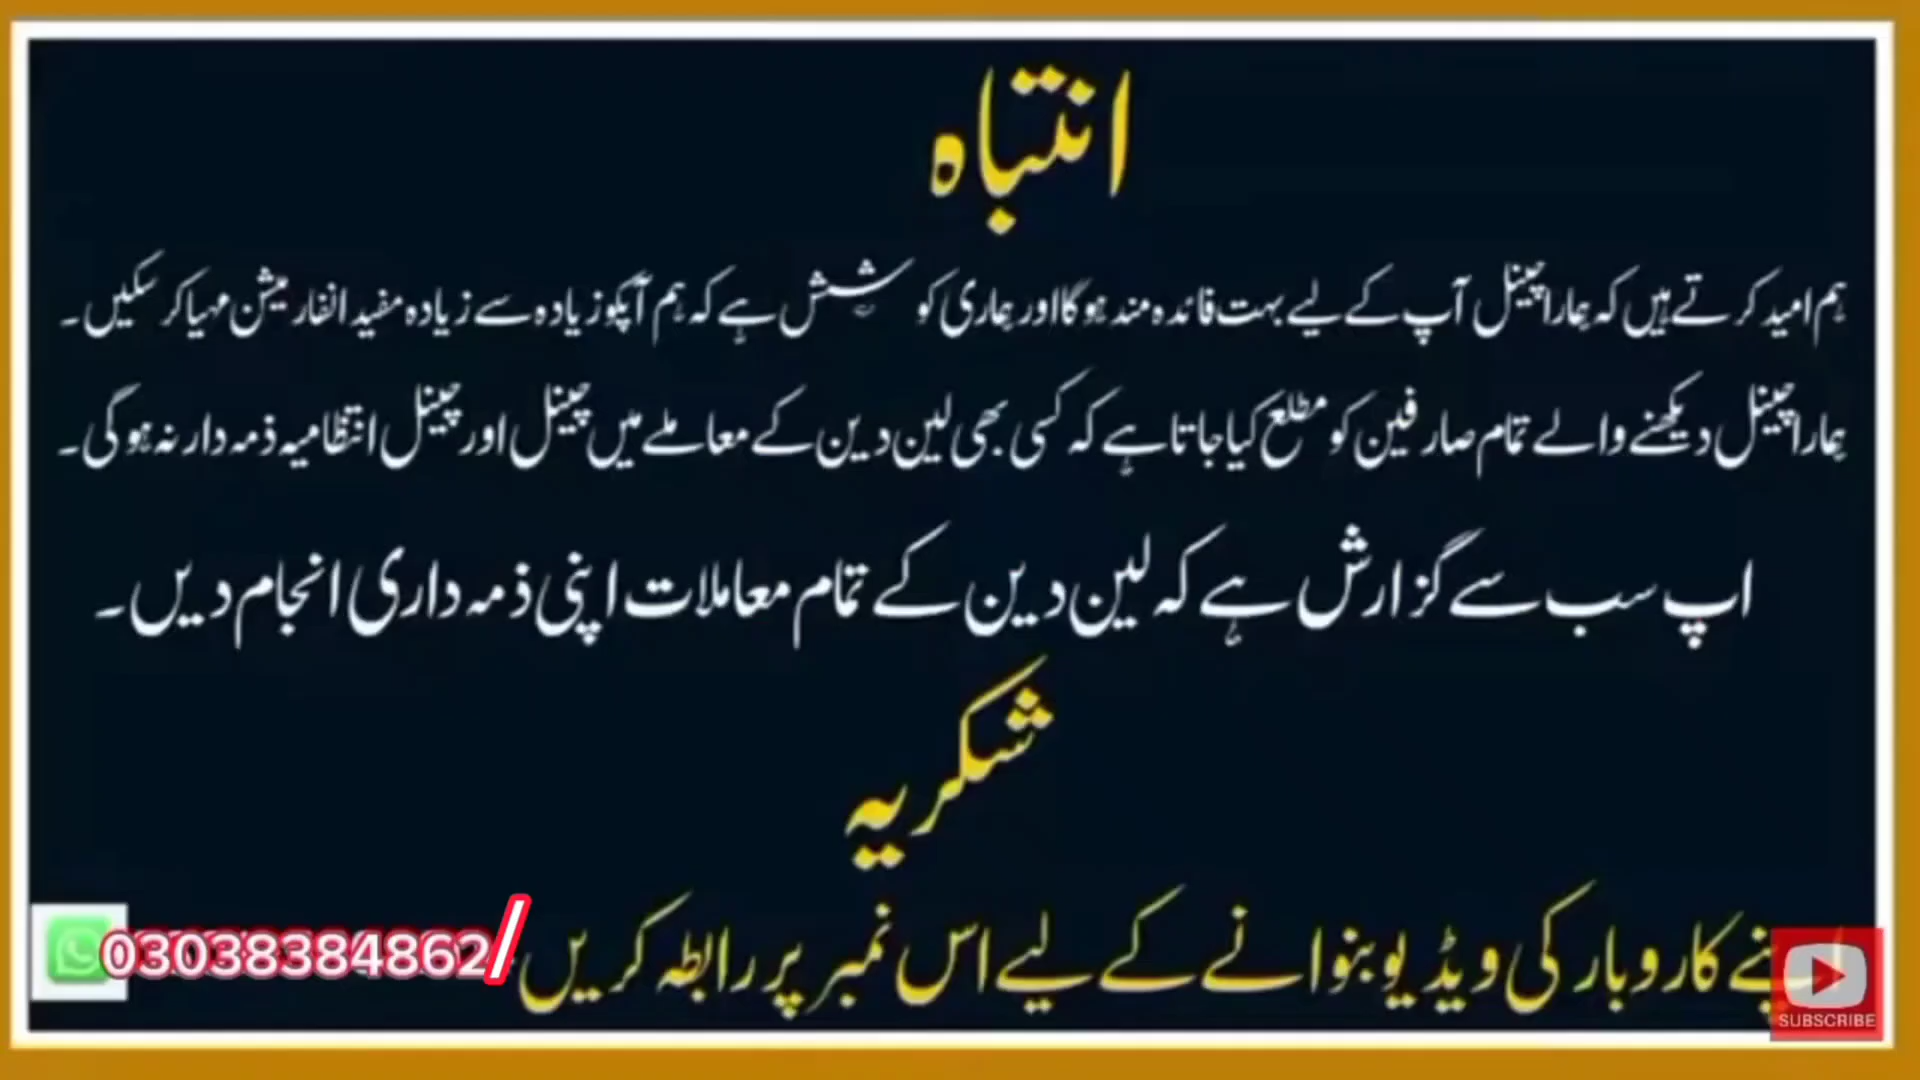 انتباہ
ہم امید کرتے ہیں کہ ہمارا چینل آپ کے لیے بہت فائدہ مند ہو گا اور ہماری کوشش ہے کہ ہم آپکو زیادہ سے زیادہ مفید انفارمیشن مہیا کر سکیں۔
ہمارا چینل دیکھنے والے تمام صارفین کو مطلع کیا جاتا ہے کہ کسی بھی لین دین کے معاملے میں چینل اور چینل انتظامیہ ذمہ دار نہ ہو گی۔
اپ سب سے گزارش ہے کہ لین دین کے تمام معاملات اپنی ذمہ داری انجام دیں۔
شکریہ
اپنے کاروبار کی ویڈیو بنوانے کے لیے اس نمبر پر رابطہ کریں /03038384862
SUBSCRIBE